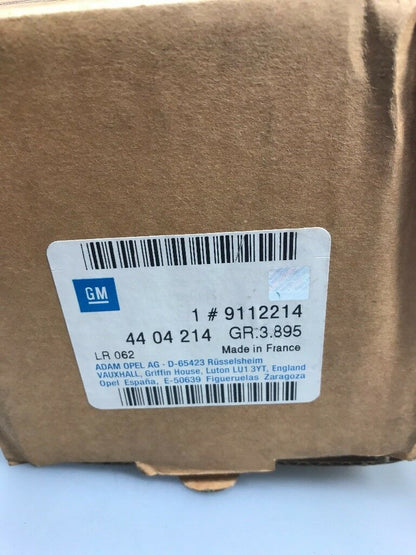 GM
1 # 9112214
44 04 214 GR:3.895
LR 062
Made in France
ADAM OPEL AG - D-65423 Rüsselsheim
VAUXHALL, Griffin House, Luton LU1 3YT, England
Opel España, E-50639 Figueruelas Zaragoza